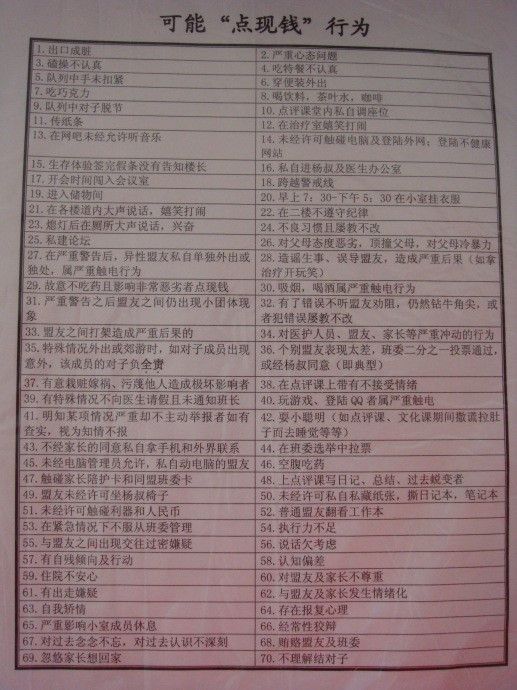 可能“点现钱”行为
1. 出口成脏
2. 严重心态问题
3. 磕操不认真
4. 吃特餐不认真
5. 队列中手未扣紧
6. 穿便装外出
7. 吃巧克力
8. 喝饮料,茶叶水,咖啡
9. 队列中对子脱节
10. 点评课堂内私自调座位
11. 传纸条
12. 在治疗室嬉笑打闹
13. 在网吧未经允许听音乐
14. 未经许可触碰电脑及登陆外网;登陆不健康
网站
15. 生存体验签完假条没有告知楼长
16. 私自进杨叔及医生办公室
17. 开会时间闯入会议室
18. 跨越警戒线
19. 进入储物间
20. 早上7:30-下午5:30在小室挂衣服
21. 在各楼道内大声说话,嬉笑打闹
22. 在二楼不遵守纪律
23. 熄灯后在厕所大声说话,兴奋
24. 不良习惯且屡教不改
25. 私建论坛
26. 对父母态度恶劣,顶撞父母,对父母冷暴力
27. 在严重警告后,异性盟友私自单独外出或
独处,属严重触电行为
28. 造谣生事、误导盟友,造成严重后果(如拿
治疗开玩笑)
29. 故意不吃药且影响非常恶劣者点现钱
30. 吸烟,喝酒属严重触电行为
31. 严重警告之后盟友之间仍出现小团体现
象
32. 有了错误不听盟友劝阻,仍然钻牛角尖,或
者犯错误屡教不改
33. 盟友之间打架造成严重后果的
34. 对医护人员、盟友、家长等严重冲动的行为
35. 特殊情况外出或郊游时,如对子成员出现
意外,该成员的对子负全责
36. 个别盟友表现太差,班委二分之一投票通过,
或经杨叔同意(即典型)
37. 有意栽赃嫁祸、污蔑他人造成极坏影响者
38. 在点评课上带有不接受情绪
39. 有特殊情况不向医生请假且未通知班长
40. 玩游戏、登陆QQ者属严重触电
41. 明知某项情况严重却不主动举报者如有
查实,视为知情不报
42. 耍小聪明(如点评课、文化课期间撒谎拉肚
子而去睡觉等等)
43. 不经家长的同意私自拿手机和外界联系
44. 在班委选举中拉票
45. 未经电脑管理员允许,私自动电脑的盟友
46. 空腹吃药
47. 触碰家长陪护卡和同盟班委卡
48. 上点评课写日记、总结、过去蜕变者
49. 盟友未经许可坐杨叔椅子
50. 未经许可私自私藏纸张,撕日记本,笔记本
51. 未经许可触碰利器和人民币
52. 普通盟友翻看工作本
53. 在紧急情况下不服从班委管理
54. 执行力不足
55. 与盟友之间出现交往过密嫌疑
56. 说话欠考虑
57. 有自残倾向及行动
58. 认知偏差
59. 住院不安心
60. 对盟友及家长不尊重
61. 有出走嫌疑
62. 与盟友及家长发生情绪化
63. 自我矫情
64. 存在报复心理
65. 严重影响小室成员休息
66. 经常性狡辩
67. 对过去念念不忘,对过去认识不深刻
68. 贿赂盟友及班委
69. 忽悠家长想回家
70. 不理解结对子